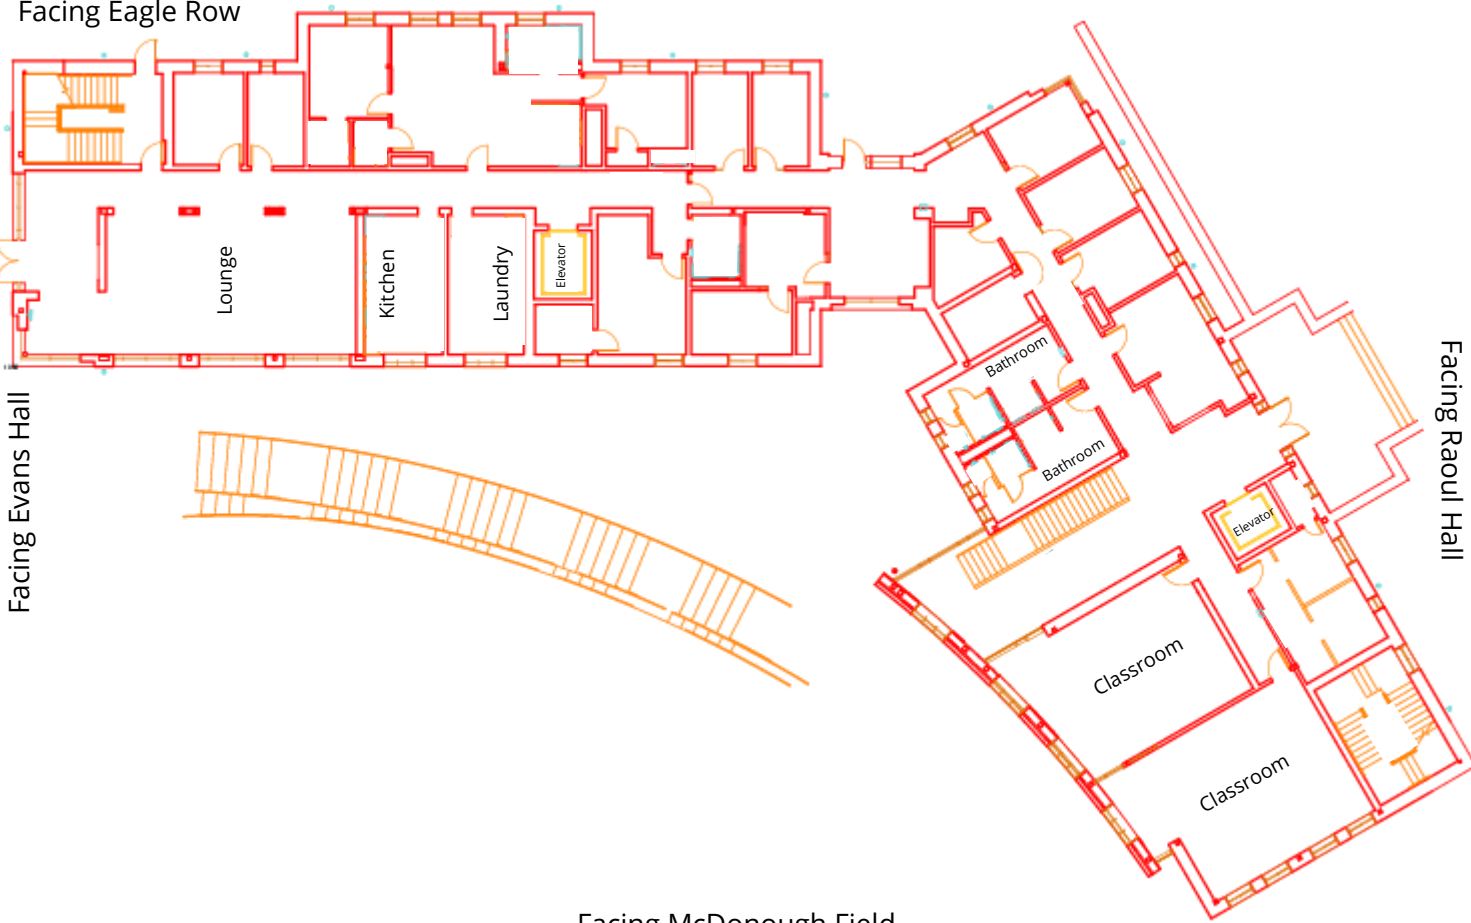 Facing Eagle Row
Lounge
Kitchen
Laundry
Elevator
Bathroom
Bathroom
Elevator
Classroom
Classroom
Facing Evans Hall
Facing Raoul Hall
Facing McDonough Field